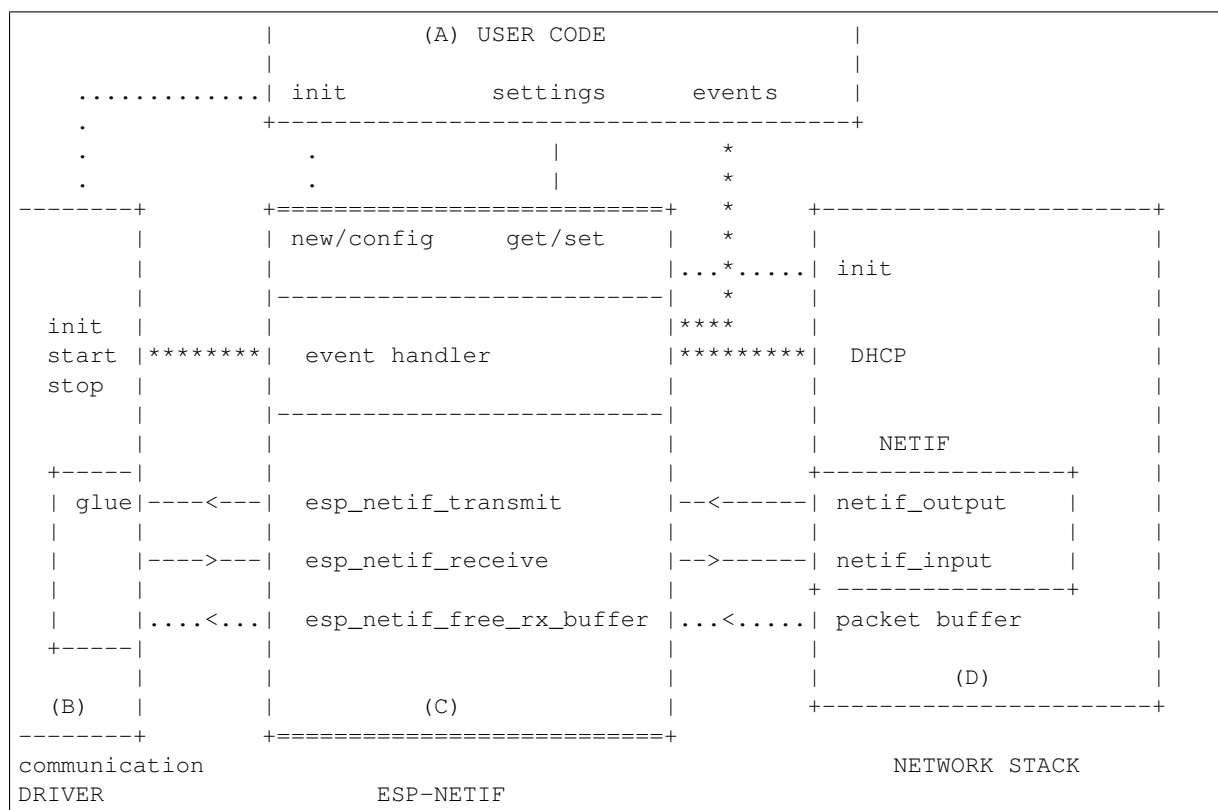 (A) USER CODE
init settings events
new/config get/set
init
init
start event handler DHCP
stop
NETIF
glue esp_netif_transmit netif_output
esp_netif_receive netif_input
esp_netif_free_rx_buffer packet buffer
(D)
(B) (C)
communication NETWORK STACK
DRIVER ESP-NETIF